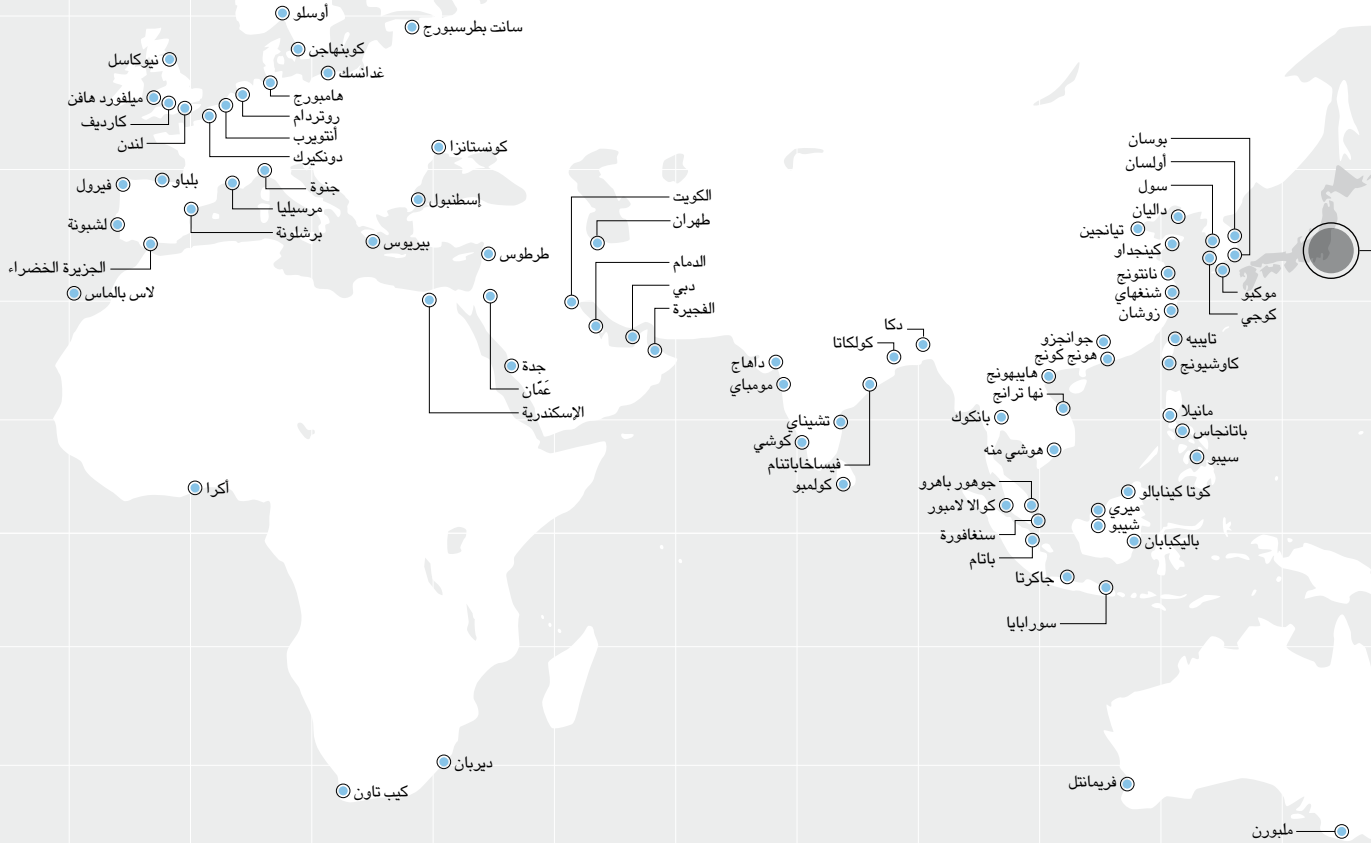 أوسلو
سانت بطرسبورج
كوبنهاجن
نيوكاسل
غدانسك
هامبورج
ميلفورد هافن
روتردام
كارديف
أنتويرب
لندن
دونكيرك
كونستانزا
جنوة
بلباو
فيرول
مرسيليا
برشلونة
لشبونة
الجزيرة الخضراء
لاس بالماس
إسطنبول
بيريوس
طرطوس
الكويت
طهران
الدمام
دبي
الفجيرة
جدة
عَمَّان
الإسكندرية
أكرا
ديربان
كيب تاون
دكا
كولكاتا
داهاج
مومباي
تشيناي
كوشي
فيساخاباتنام
كولمبو
بوسان
أولسان
سول
داليان
تيانجين
كينجداو
نانتونج
شنغهاي
زوشان
موكبو
كوجي
تايبيه
كاوشيونج
جوانجزو
هونج كونج
هايبهونج
نها ترانج
بانكوك
هوشي منه
مانيلا
باتانجاس
سيبو
جوهور باهرو
كوالا لامبور
سنغافورة
باتام
كوتا كينابالو
ميري
شيبو
باليكبابان
جاكرتا
سورابايا
فريمانتل
ملبورن